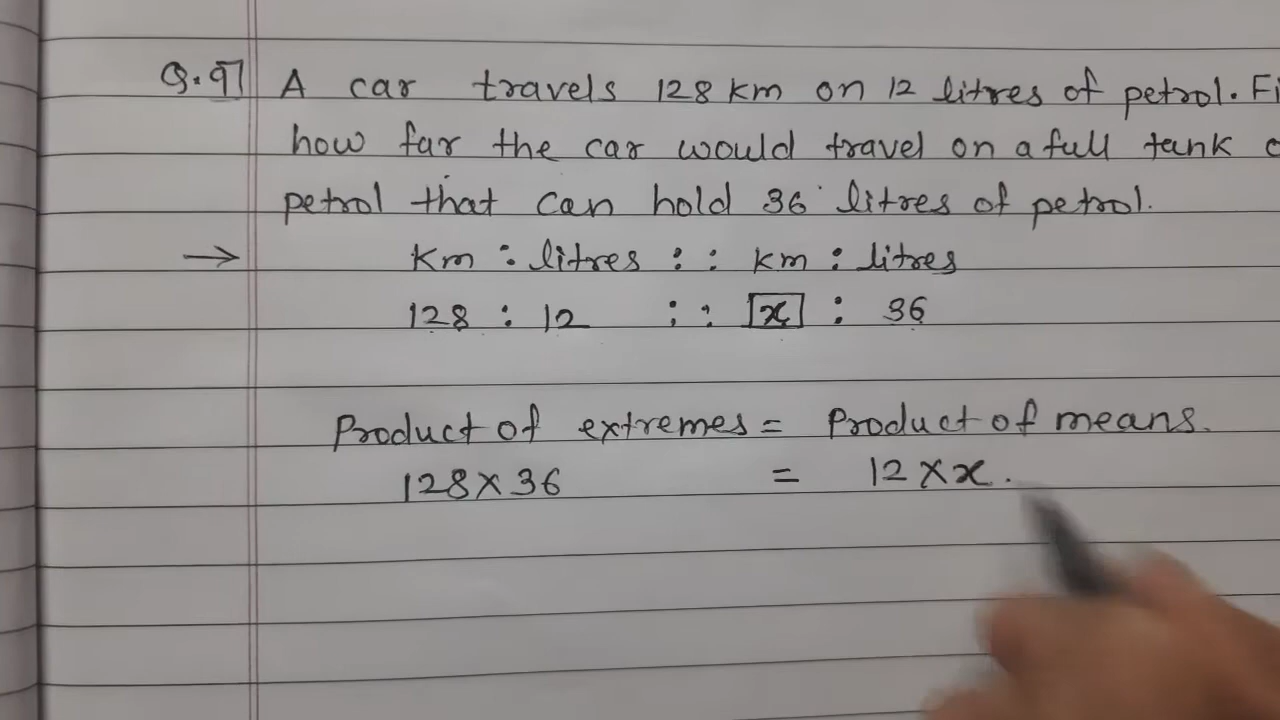 Q.97 A car travels 128 km on 12 litres of petrol. Fi
how far the car would travel on a full tank
petrol that can hold 36 litres of petrol.
→ Km : litres : : km : litres
128 : 12 : : x : 36
Product of extremes = Product of means.
128 × 36 = 12 × x.